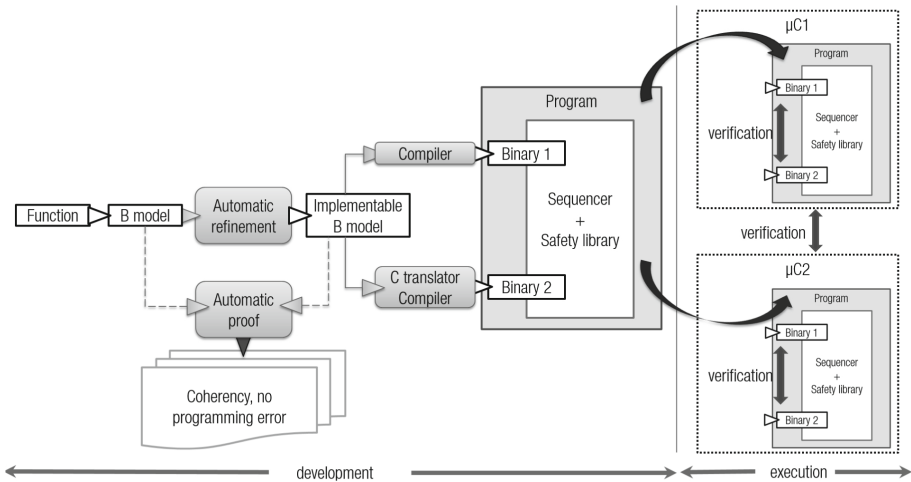 Function
B model
Automatic
refinement
Implementable
B model
Automatic
proof
Coherency, no
programming error
Compiler
C translator
Compiler
Program
Binary 1
Sequencer
+
Safety library
Binary 2
µC1
Program
Binary 1
verification
Sequencer
+
Safety library
Binary 2
verification
µC2
Program
Binary 1
verification
Sequencer
+
Safety library
Binary 2
development
execution